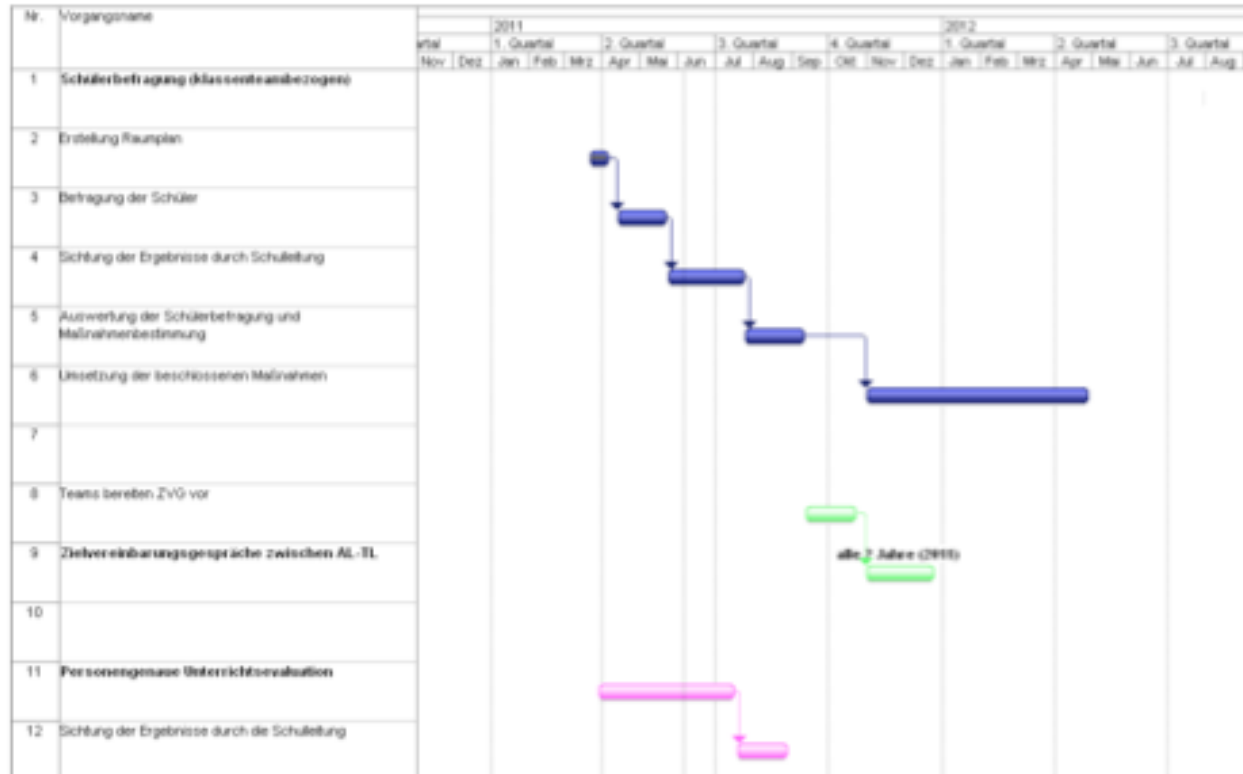 Nr. Vorgangsname
2011 2012
rtal 1. Quartal 2. Quartal 3. Quartal 4. Quartal 1. Quartal 2. Quartal 3. Quartal
Nov Dez Jan Feb Mrz Apr Mai Jun Jul Aug Sep Okt Nov Dez Jan Feb Mrz Apr Mai Jun Jul Aug
1 Schülerbefragung (klassenteambezogen)
2 Erstellung Raumplan
3 Befragung der Schüler
4 Sichtung der Ergebnisse durch Schulleitung
5 Auswertung der Schülerbefragung und
Maßnahmenbestimmung
6 Umsetzung der beschlossenen Maßnahmen
7
8 Teams bereiten ZVG vor
9 Zielvereinbarungsgespräche zwischen AL-TL
alle 2 Jahre (2011)
10
11 Personengenaue Unterrichtsevaluation
12 Sichtung der Ergebnisse durch die Schulleitung